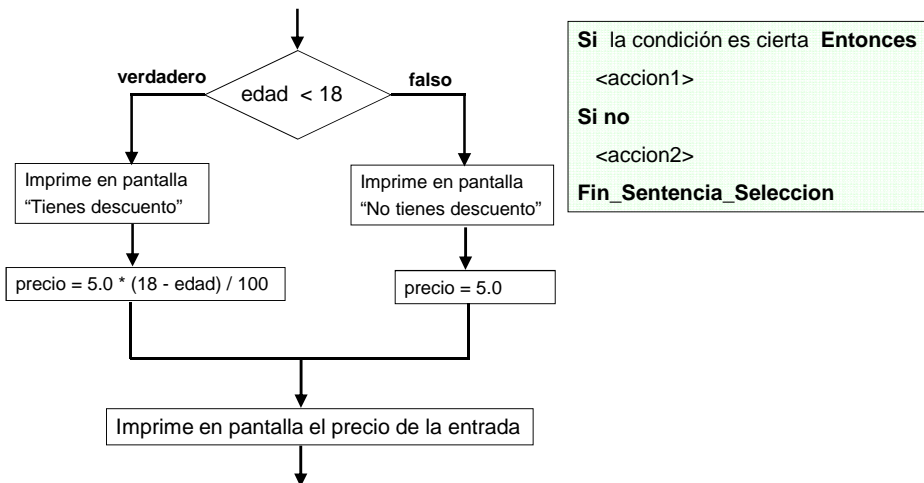 edad < 18
verdadero
falso
Imprime en pantalla
“Tienes descuento”
Imprime en pantalla
“No tienes descuento”
precio = 5.0 * (18 - edad) / 100
precio = 5.0
Imprime en pantalla el precio de la entrada
Si la condición es cierta Entonces
<accion1>
Si no
<accion2>
Fin_Sentencia_Seleccion